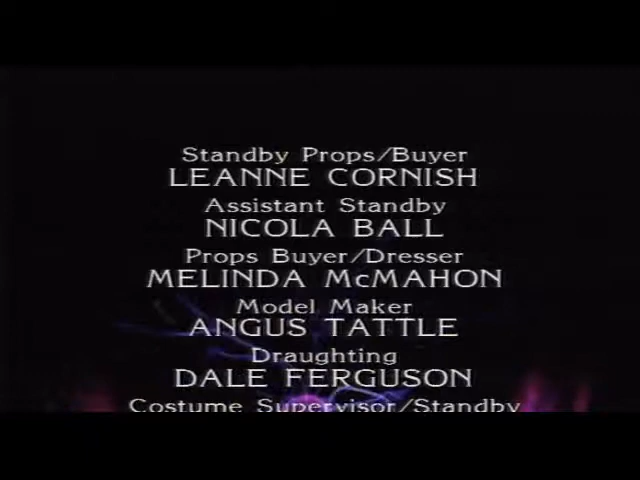 Standby Props/Buyer
LEANNE CORNISH
Assistant Standby
NICOLA BALL
Props Buyer/Dresser
MELINDA McMAHON
Model Maker
ANGUS TATTLE
Draughting
DALE FERGUSON
Costume Supervisor/Standby